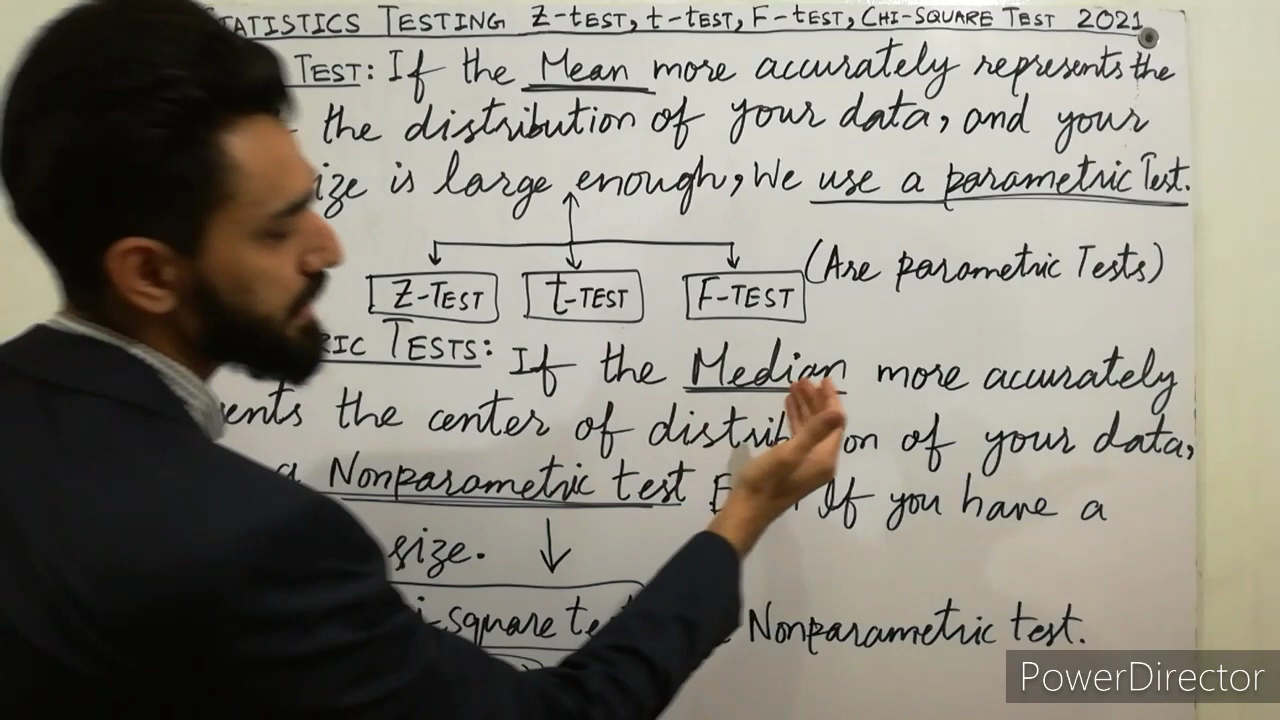 STATISTICS TESTING Z-TEST, t-TEST, F-TEST, CHI-SQUARE TEST 2021
TEST: If the Mean more accurately represents the
the distribution of your data, and your
size is large enough, We use a parametric Test.
Z-TEST t-TEST F-TEST (Are parametric Tests)
RIC TESTS: If the Median more accurately
ents the center of distribution of your data,
a Nonparametric test If you have a
size.
i-square te Nonparametric test.
PowerDirector